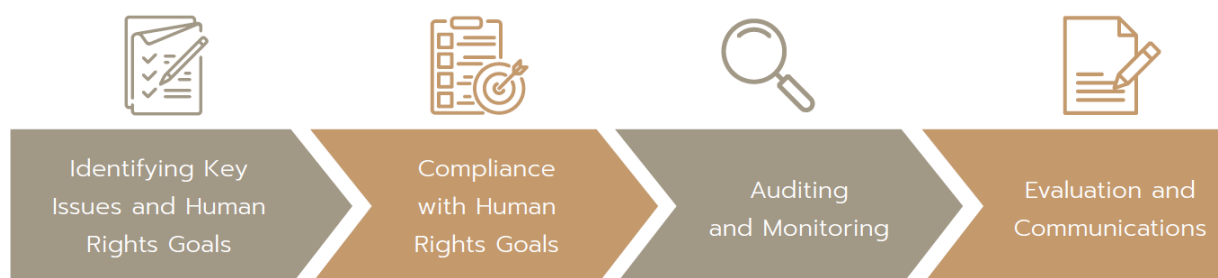 Identifying Key
Issues and Human
Rights Goals
Compliance
with Human
Rights Goals
Auditing
and Monitoring
Evaluation and
Communications